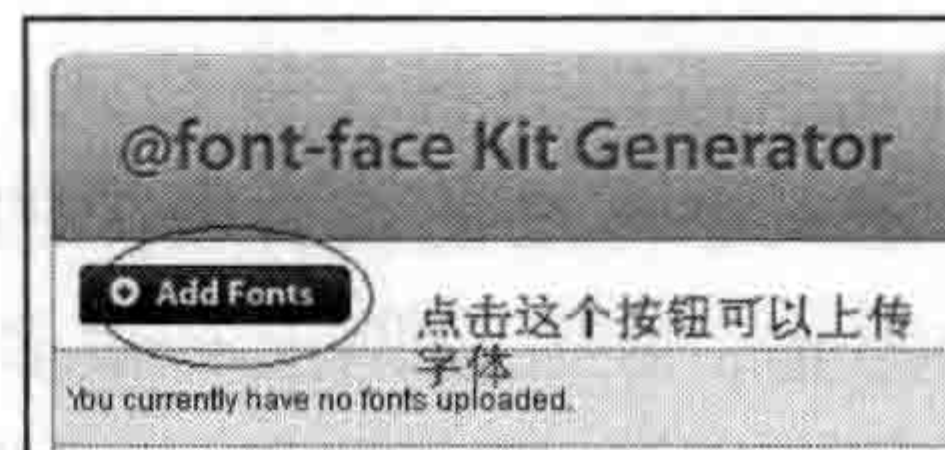 @font-face Kit Generator
Add Fonts
点击这个按钮可以上传
字体
You currently have no fonts uploaded.